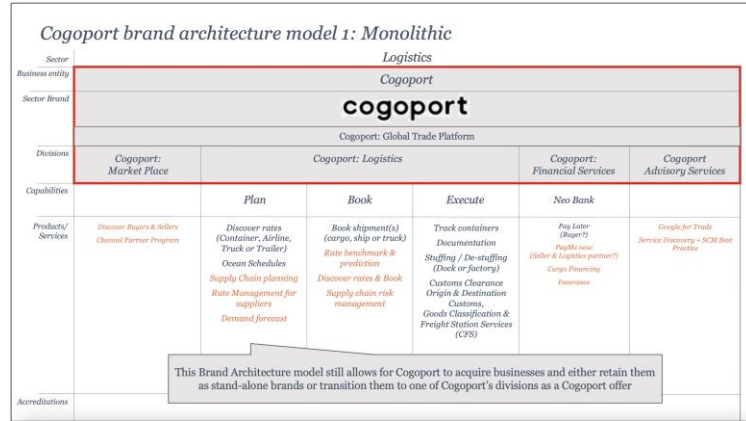 Cogoport brand architecture model 1: Monolithic
Sector
Logistics
Business entity
Cogoport
Sector Brand
cogoport
Cogoport: Global Trade Platform
Divisions
Cogoport:
Market Place
Cogoport: Logistics
Cogoport:
Financial Services
Cogoport
Advisory Services
Capabilities
Plan
Book
Execute
Neo Bank
Products/
Services
Discover Buyers & Sellers
Channel Partner Program
Discover rates
(Container, Airline,
Truck or Trailer)
Ocean Schedules
Supply Chain planning
Rate Management for
suppliers
Demand forecast
Book shipment(s)
(cargo, ship or truck)
Rate benchmark &
prediction
Discover rates & Book
Supply chain risk
management
Track containers
Documentation
Stuffing / De-stuffing
(Dock or factory)
Customs Clearance
Origin & Destination
Customs,
Goods Classification &
Freight Station Services
(CFS)
Pay Later
(Buyer?)
PayMe now
(Seller & Logistics partner?)
Cargo Financing
Insurance
Google for Trade
Service Discovery + SCM Best
Practice
This Brand Architecture model still allows for Cogoport to acquire businesses and either retain them
as stand-alone brands or transition them to one of Cogoport's divisions as a Cogoport offer
Accreditations